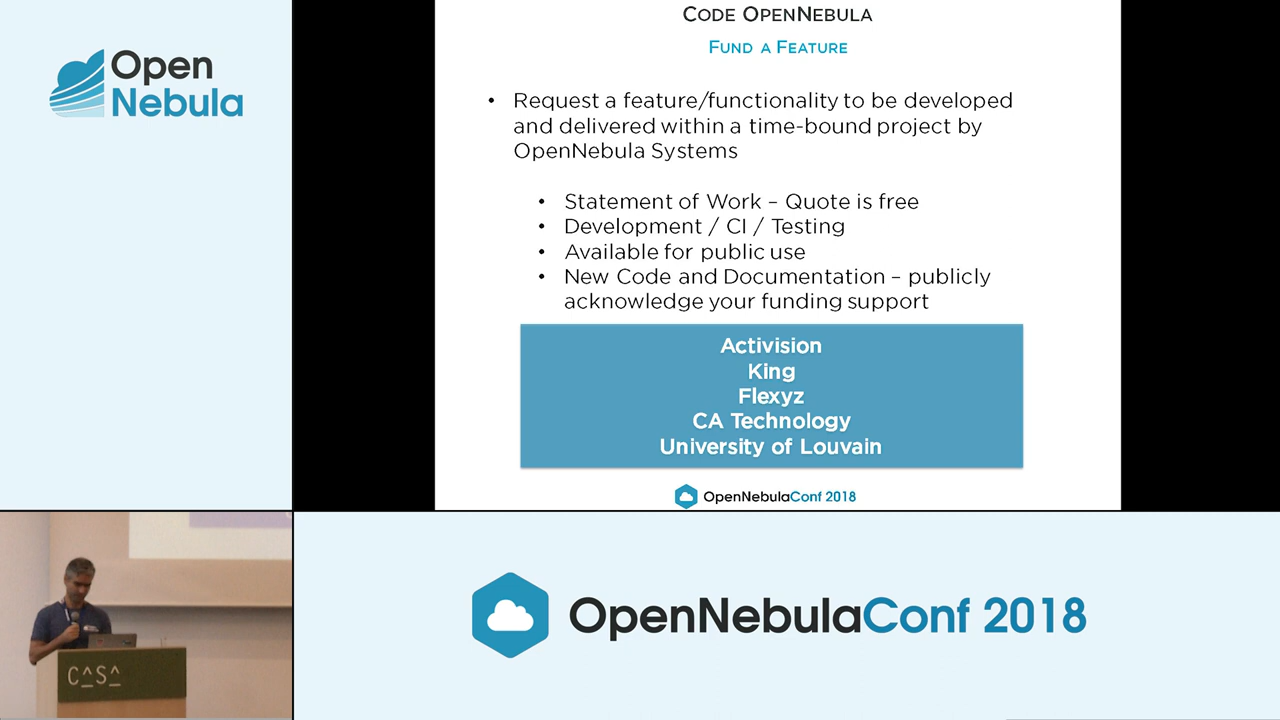 Open
Nebula
CODE OPENNEBULA
FUND A FEATURE
• Request a feature/functionality to be developed
and delivered within a time-bound project by
OpenNebula Systems
• Statement of Work – Quote is free
• Development / CI / Testing
• Available for public use
• New Code and Documentation – publicly
acknowledge your funding support
Activision
King
Flexyz
CA Technology
University of Louvain
OpenNebulaConf 2018
CASA
OpenNebulaConf 2018